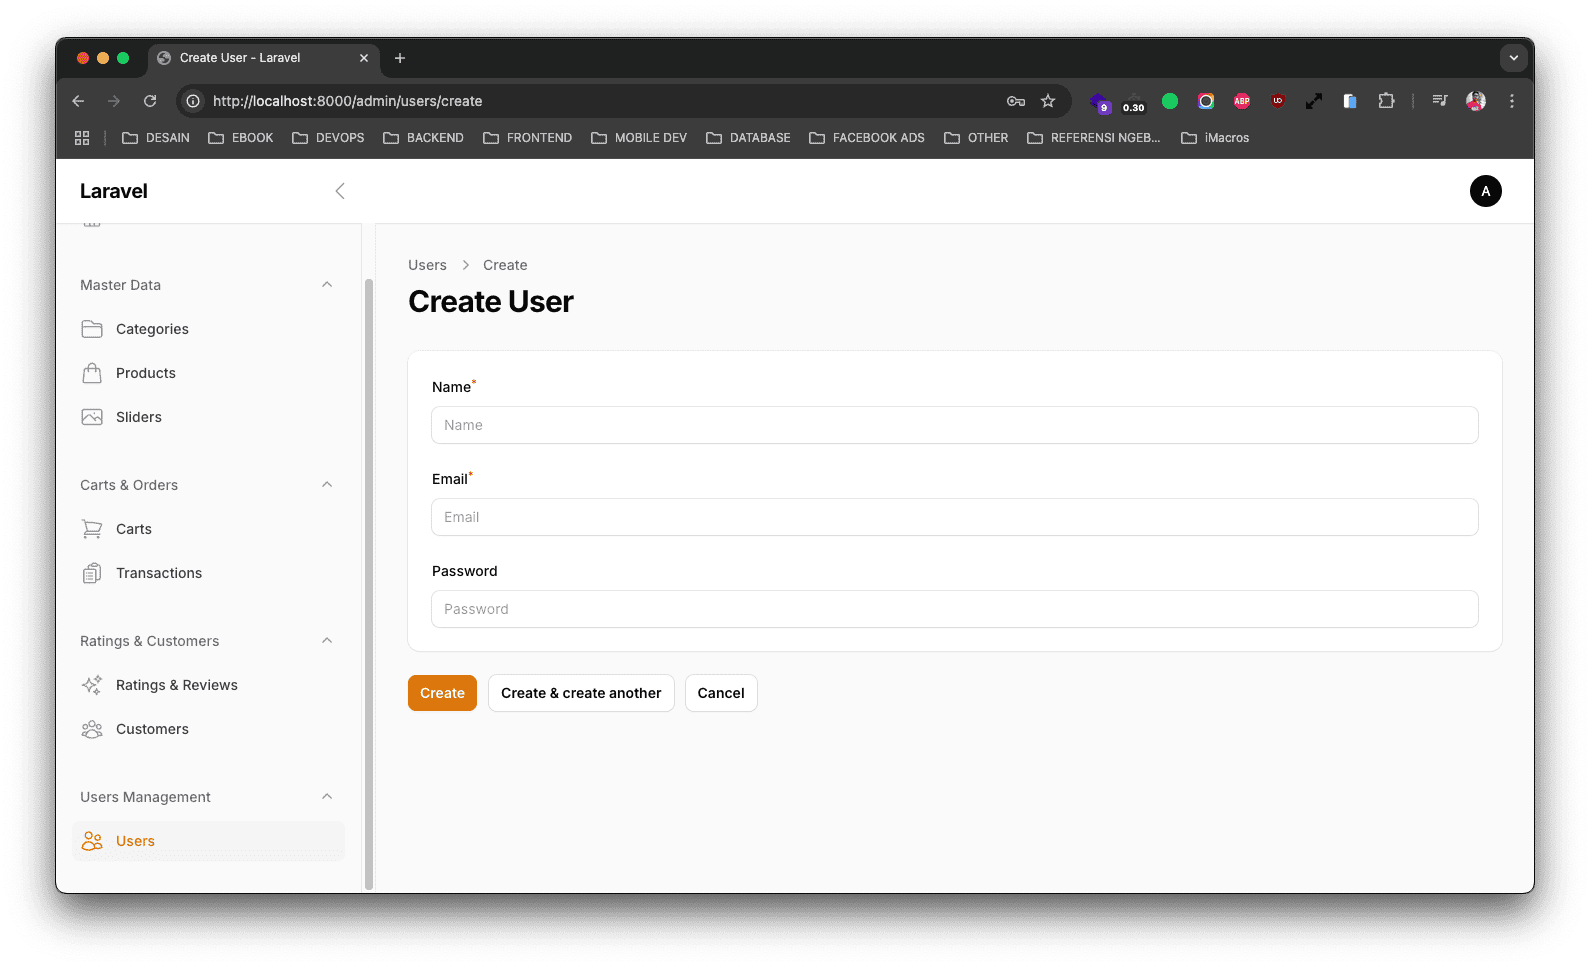 Create User - Laravel
http://localhost:8000/admin/users/create
9
0.30
ABP
UD
DESAIN
EBOOK
DEVOPS
BACKEND
FRONTEND
MOBILE DEV
DATABASE
FACEBOOK ADS
OTHER
REFERENSI NGEB...
iMacros
Laravel
A
Master Data
Categories
Products
Sliders
Carts & Orders
Carts
Transactions
Ratings & Customers
Ratings & Reviews
Customers
Users Management
Users
Users > Create
Create User
Name*
Name
Email*
Email
Password
Password
Create
Create & create another
Cancel